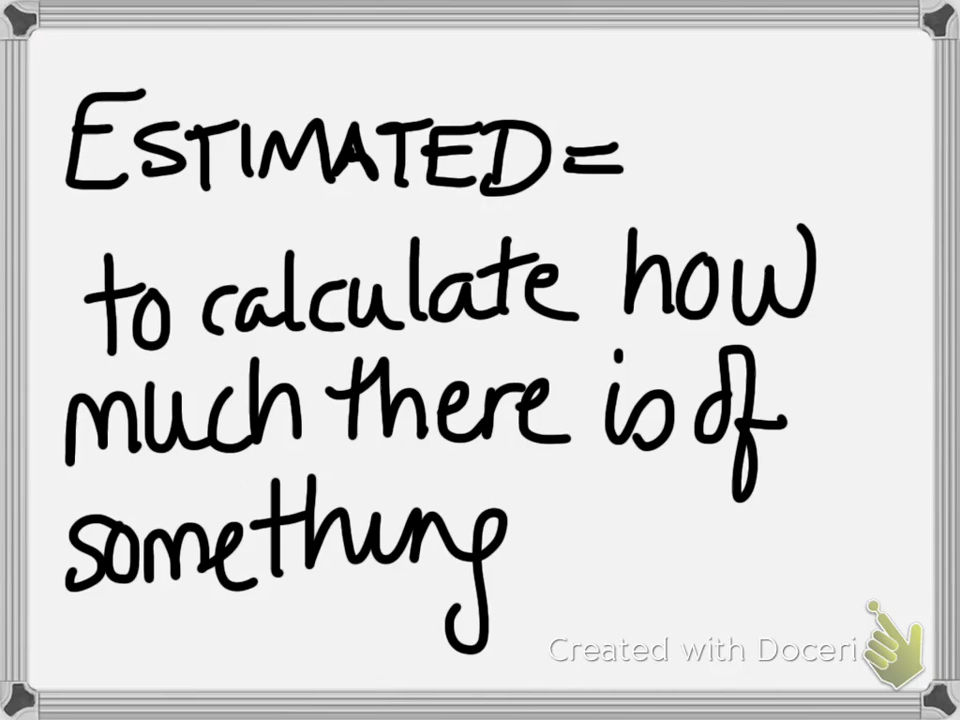 ESTIMATED=
to calculate how
much there is of
something
Created with Doceri